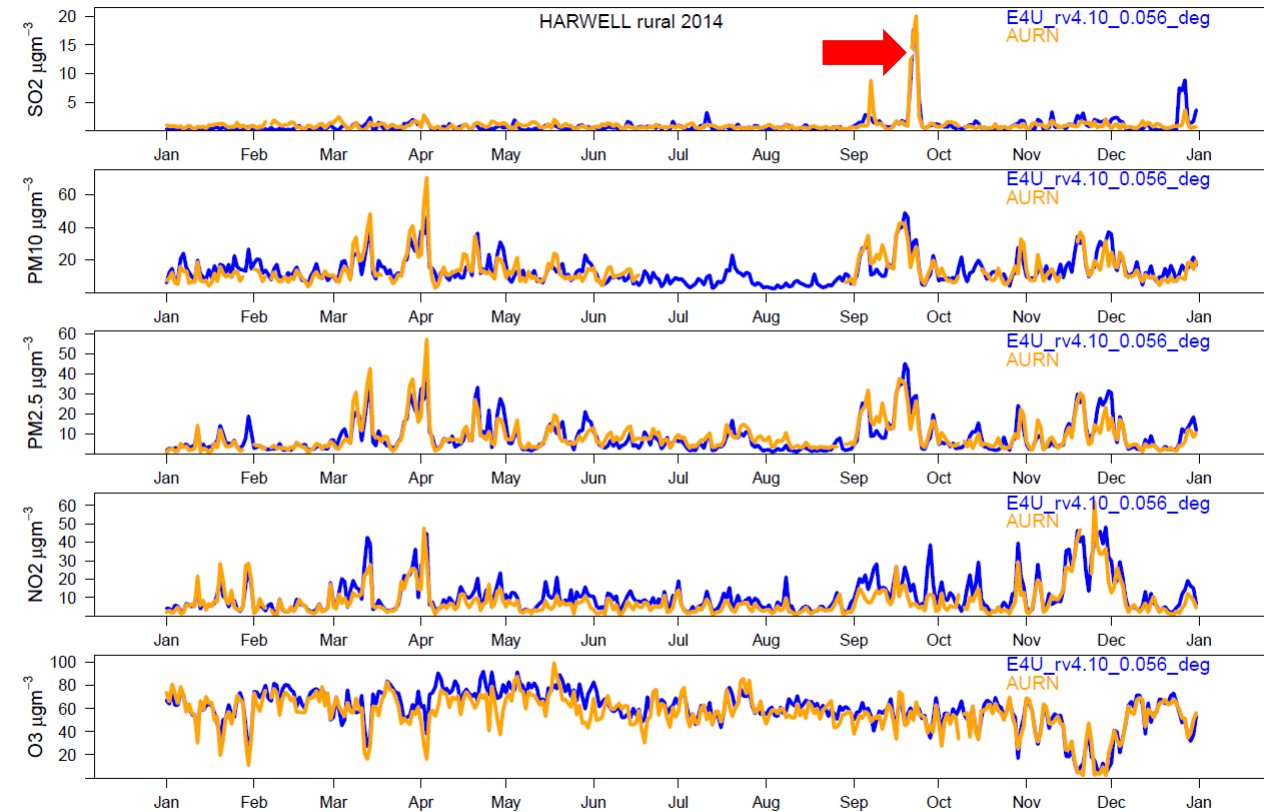 HARWELL rural 2014
E4U_rv4.10_0.056_deg
AURN
SO2 μgm⁻³
20
15
10
5
Jan Feb Mar Apr May Jun Jul Aug Sep Oct Nov Dec Jan
E4U_rv4.10_0.056_deg
AURN
PM10 μgm⁻³
60
40
20
Jan Feb Mar Apr May Jun Jul Aug Sep Oct Nov Dec Jan
E4U_rv4.10_0.056_deg
AURN
PM2.5 μgm⁻³
60
50
40
30
20
10
Jan Feb Mar Apr May Jun Jul Aug Sep Oct Nov Dec Jan
E4U_rv4.10_0.056_deg
AURN
NO2 μgm⁻³
60
50
40
30
20
10
Jan Feb Mar Apr May Jun Jul Aug Sep Oct Nov Dec Jan
E4U_rv4.10_0.056_deg
AURN
O3 μgm⁻³
100
80
60
40
20
Jan Feb Mar Apr May Jun Jul Aug Sep Oct Nov Dec Jan